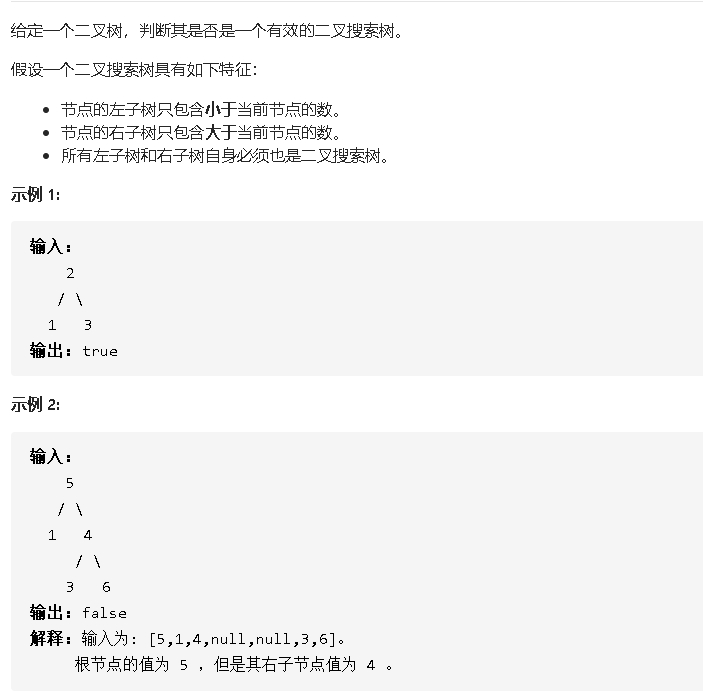 给定一个二叉树，判断其是否是一个有效的二叉搜索树。
假设一个二叉搜索树具有如下特征：
• 节点的左子树只包含小于当前节点的数。
• 节点的右子树只包含大于当前节点的数。
• 所有左子树和右子树自身必须也是二叉搜索树。
示例 1:
输入:
2
/ \
1   3
输出: true
示例 2:
输入:
5
/ \
1   4
/ \
3   6
输出: false
解释: 输入为: [5,1,4,null,null,3,6]。
根节点的值为 5 ，但是其右子节点值为 4 。